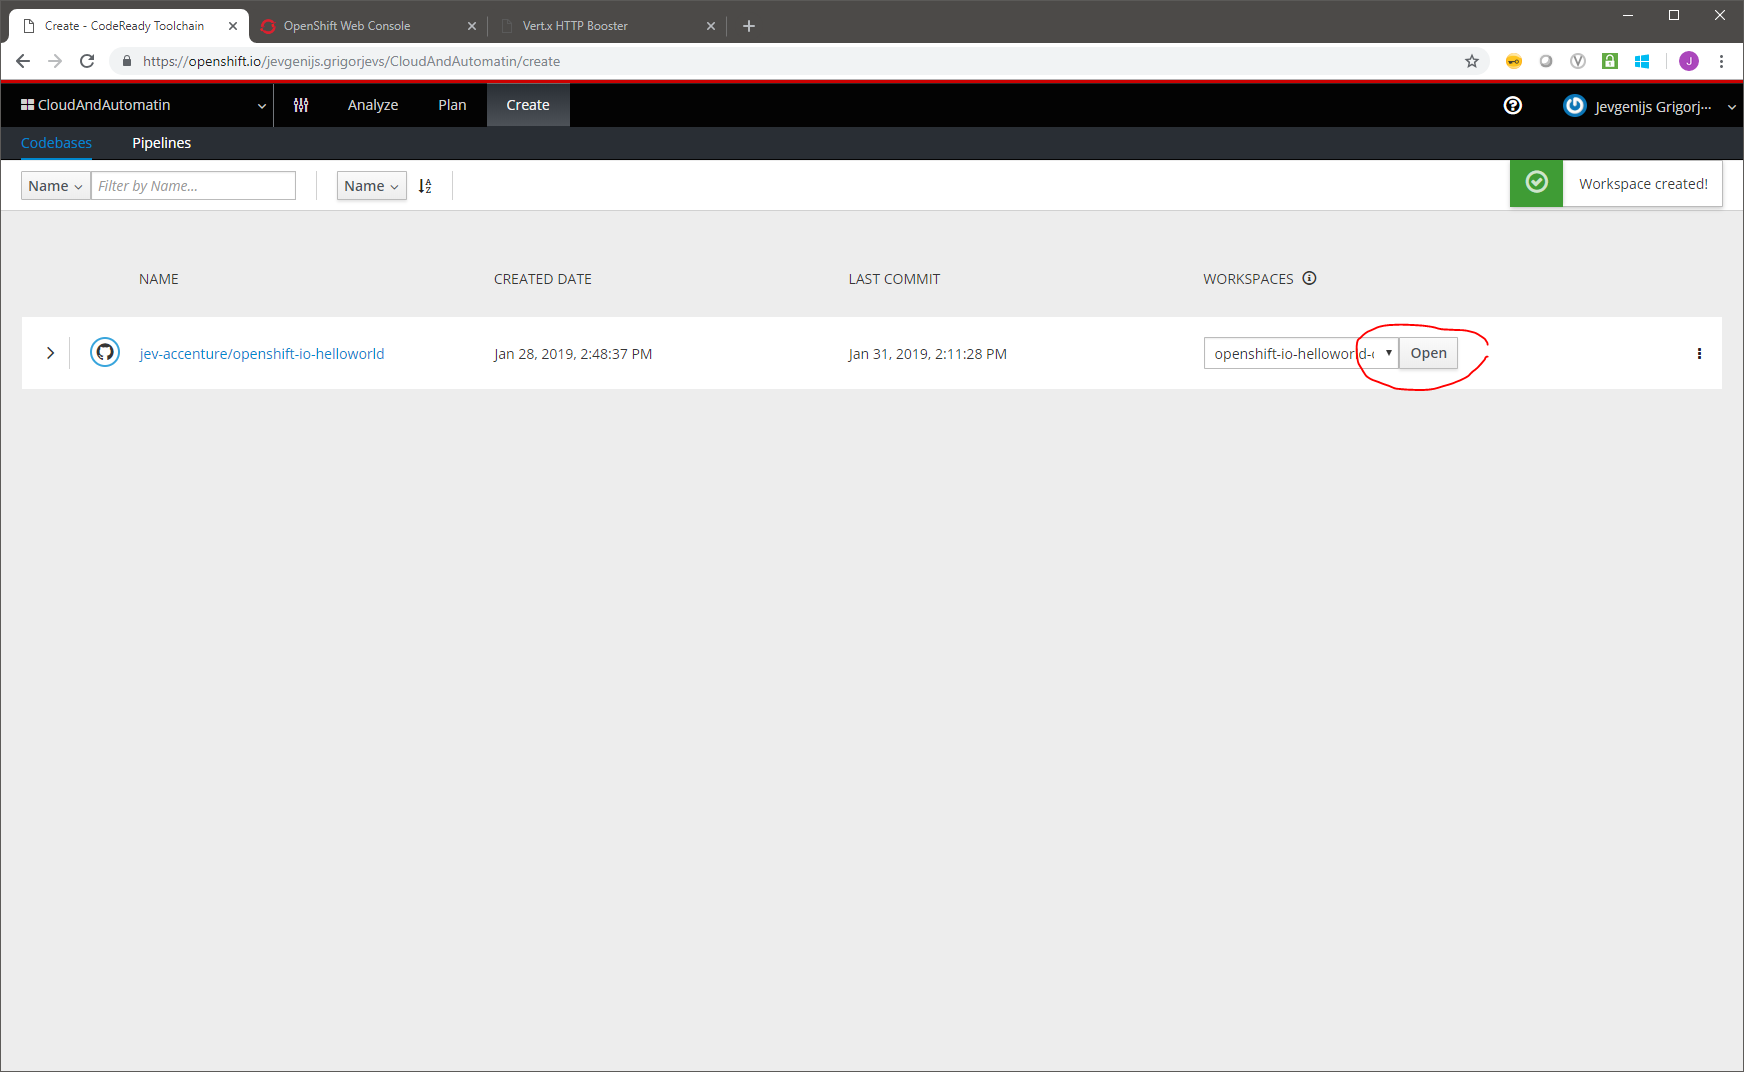 Create - CodeReady Toolchain
OpenShift Web Console
Vert.x HTTP Booster
https://openshift.io/jevgenijs.grigorjevs/CloudAndAutomatin/create
J
CloudAndAutomatin
Analyze
Plan
Create
Jevgenijs Grigorj···
Codebases
Pipelines
Name
Filter by Name...
Name
Workspace created!
NAME
CREATED DATE
LAST COMMIT
WORKSPACES
jev-accenture/openshift-io-helloworld
Jan 28, 2019, 2:48:37 PM
Jan 31, 2019, 2:11:28 PM
openshift-io-helloworld-c
Open